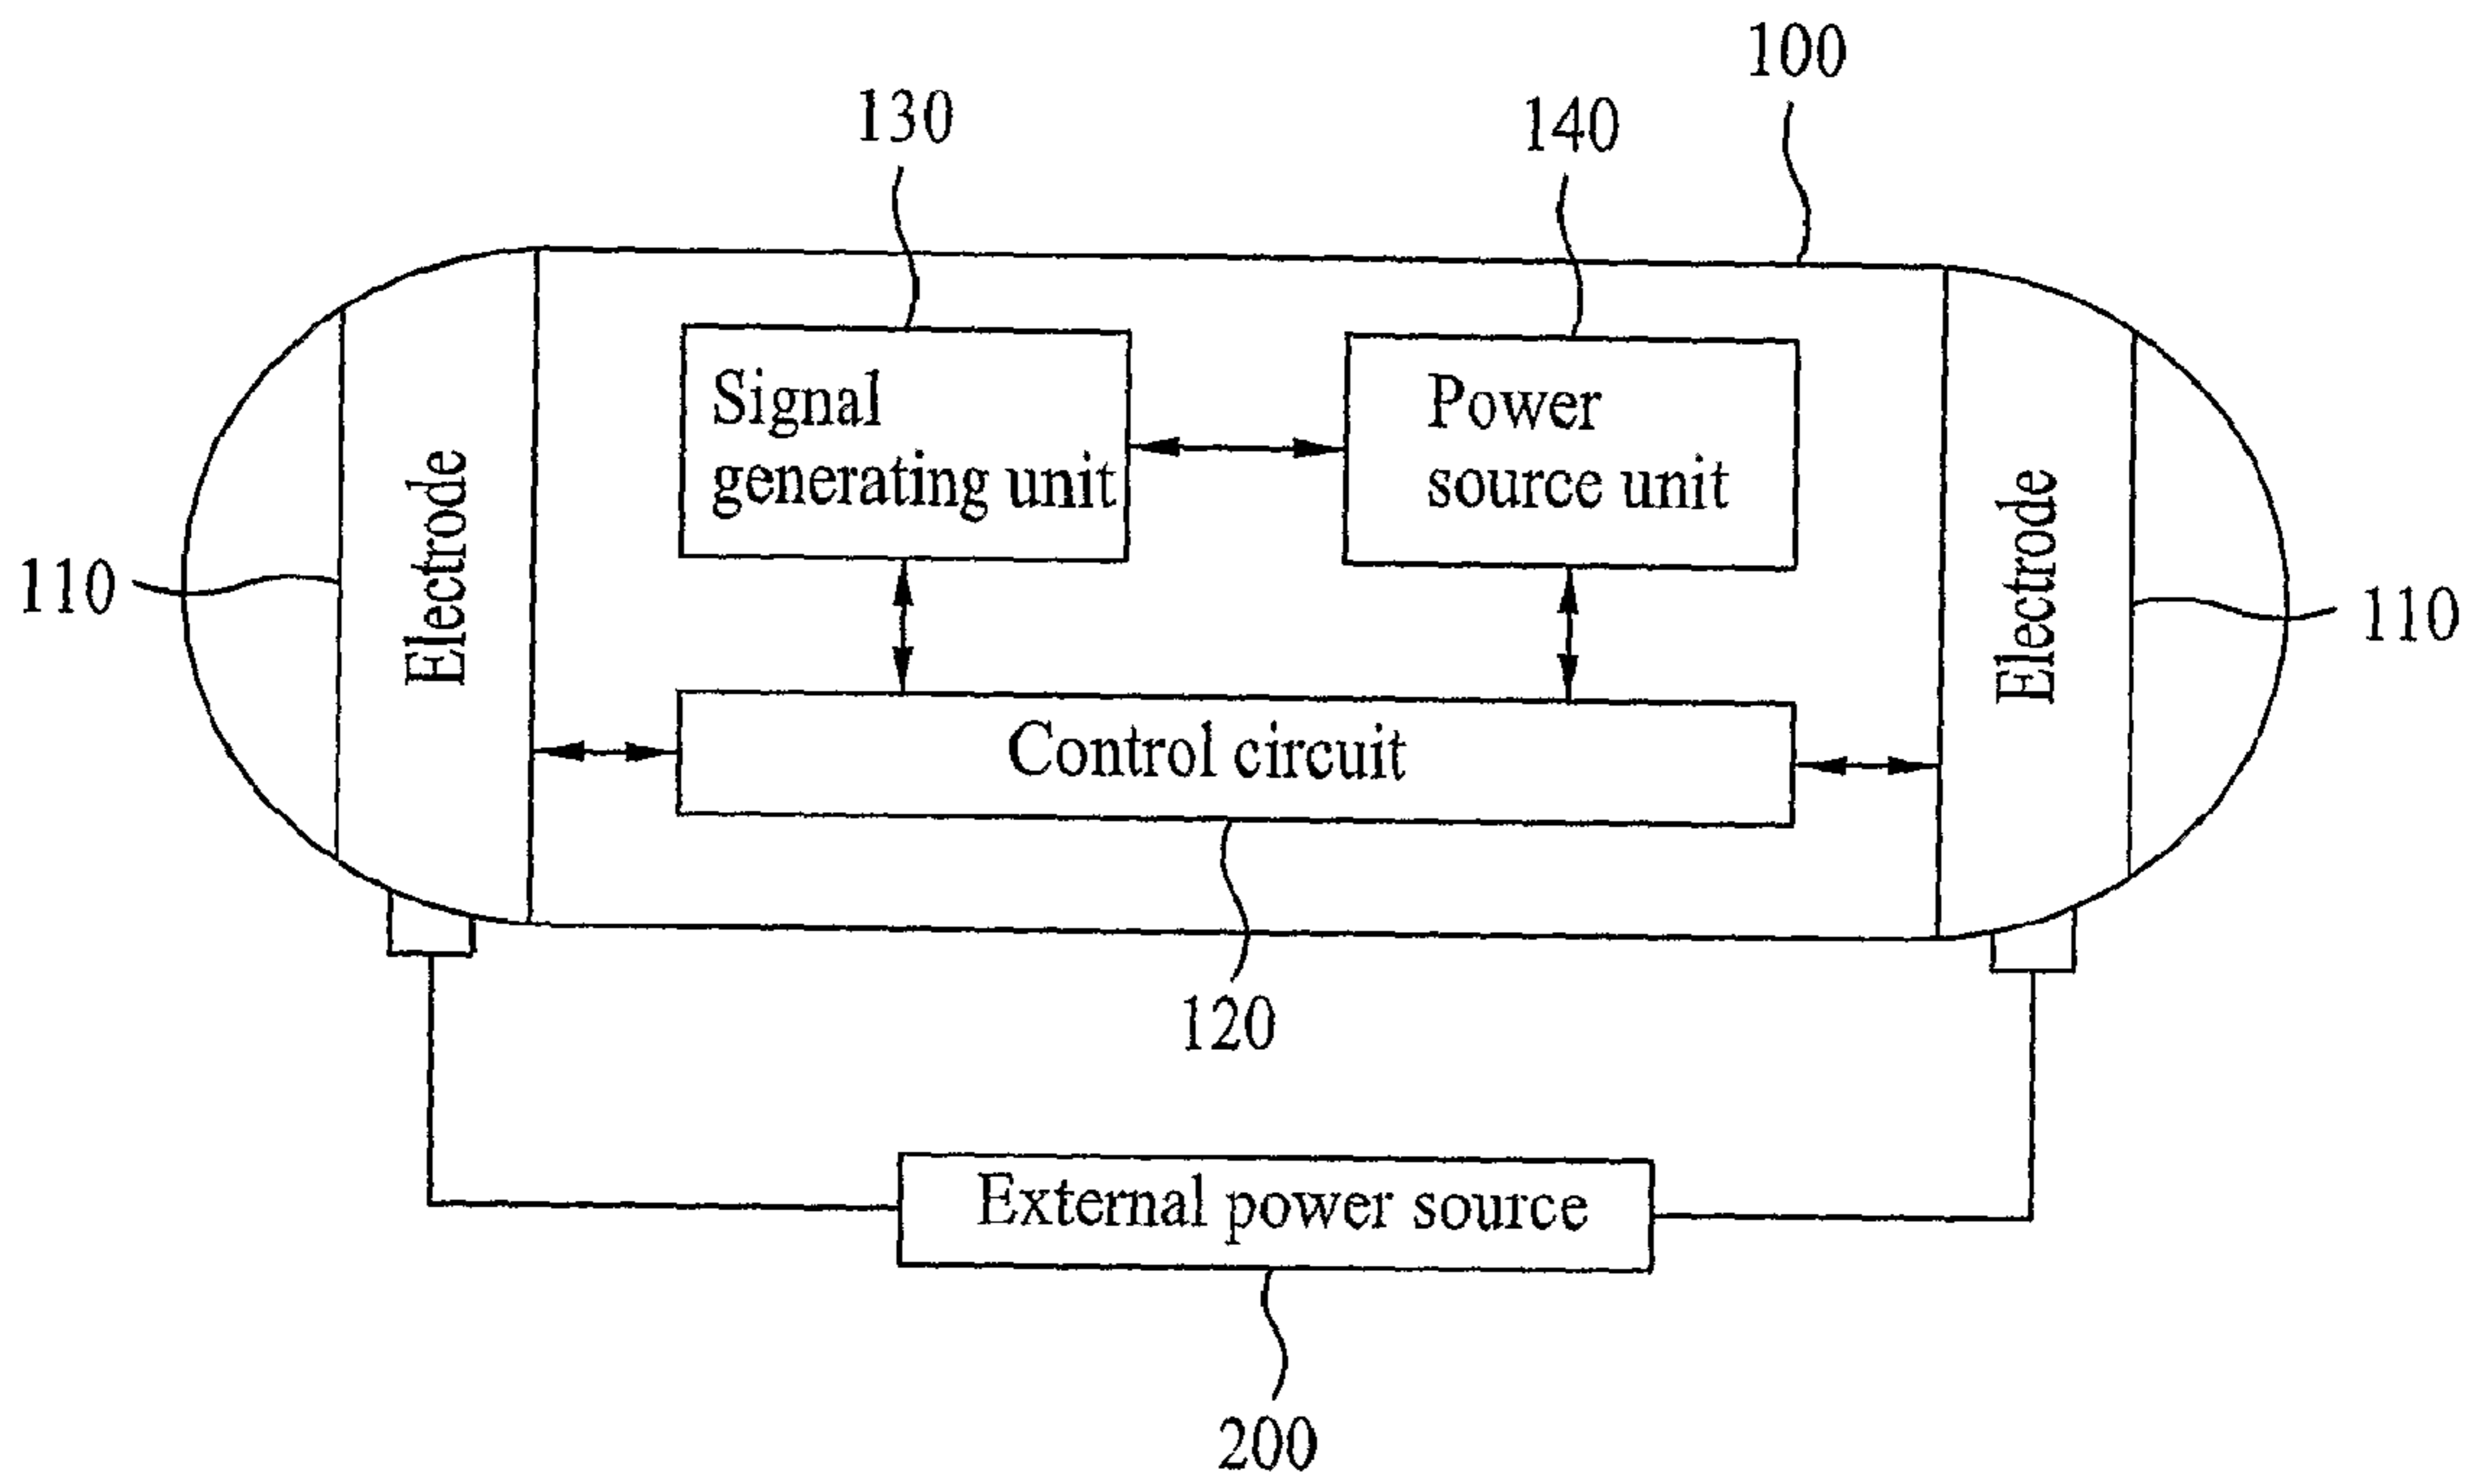 100
130
140
Signal
generating unit
Power
source unit
Electrode
Electrode
110
110
Control circuit
120
External power source
200